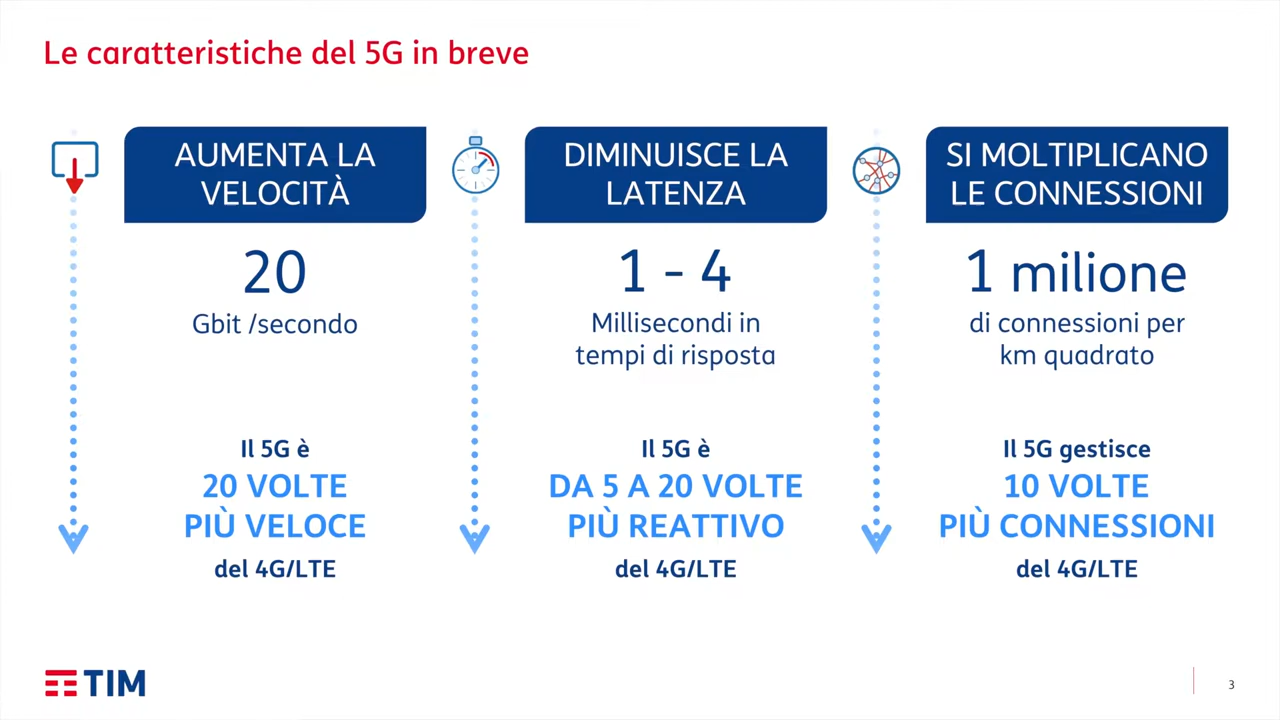 Le caratteristiche del 5G in breve
AUMENTA LA
VELOCITÀ
20
Gbit /secondo
Il 5G è
20 VOLTE
PIÙ VELOCE
del 4G/LTE
DIMINUISCE LA
LATENZA
1 - 4
Millisecondi in
tempi di risposta
Il 5G è
DA 5 A 20 VOLTE
PIÙ REATTIVO
del 4G/LTE
SI MOLTIPLICANO
LE CONNESSIONI
1 milione
di connessioni per
km quadrato
Il 5G gestisce
10 VOLTE
PIÙ CONNESSIONI
del 4G/LTE
TIM
3